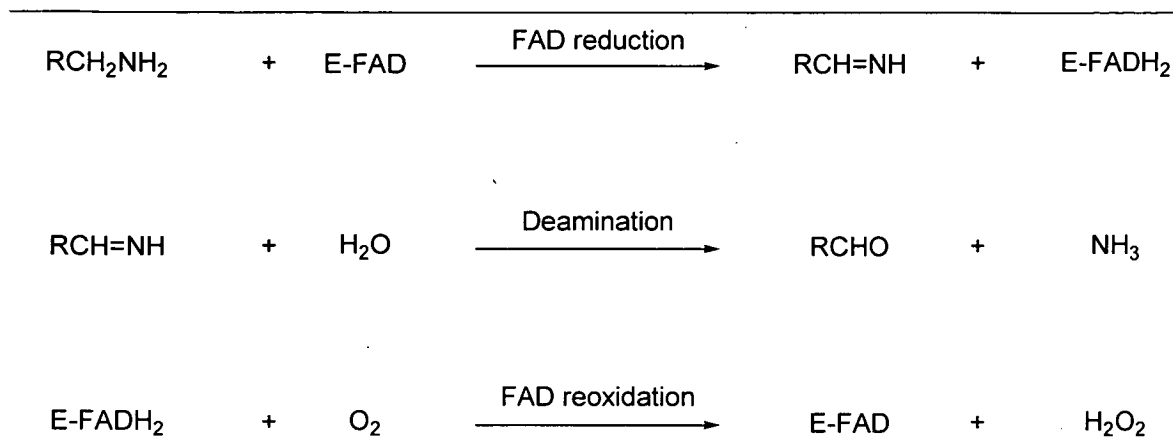 FAD reduction
RCH₂NH₂ + E-FAD RCH=NH + E-FADH₂
Deamination
RCH=NH + H₂O RCHO + NH₃
FAD reoxidation
E-FADH₂ + O₂ E-FAD + H₂O₂